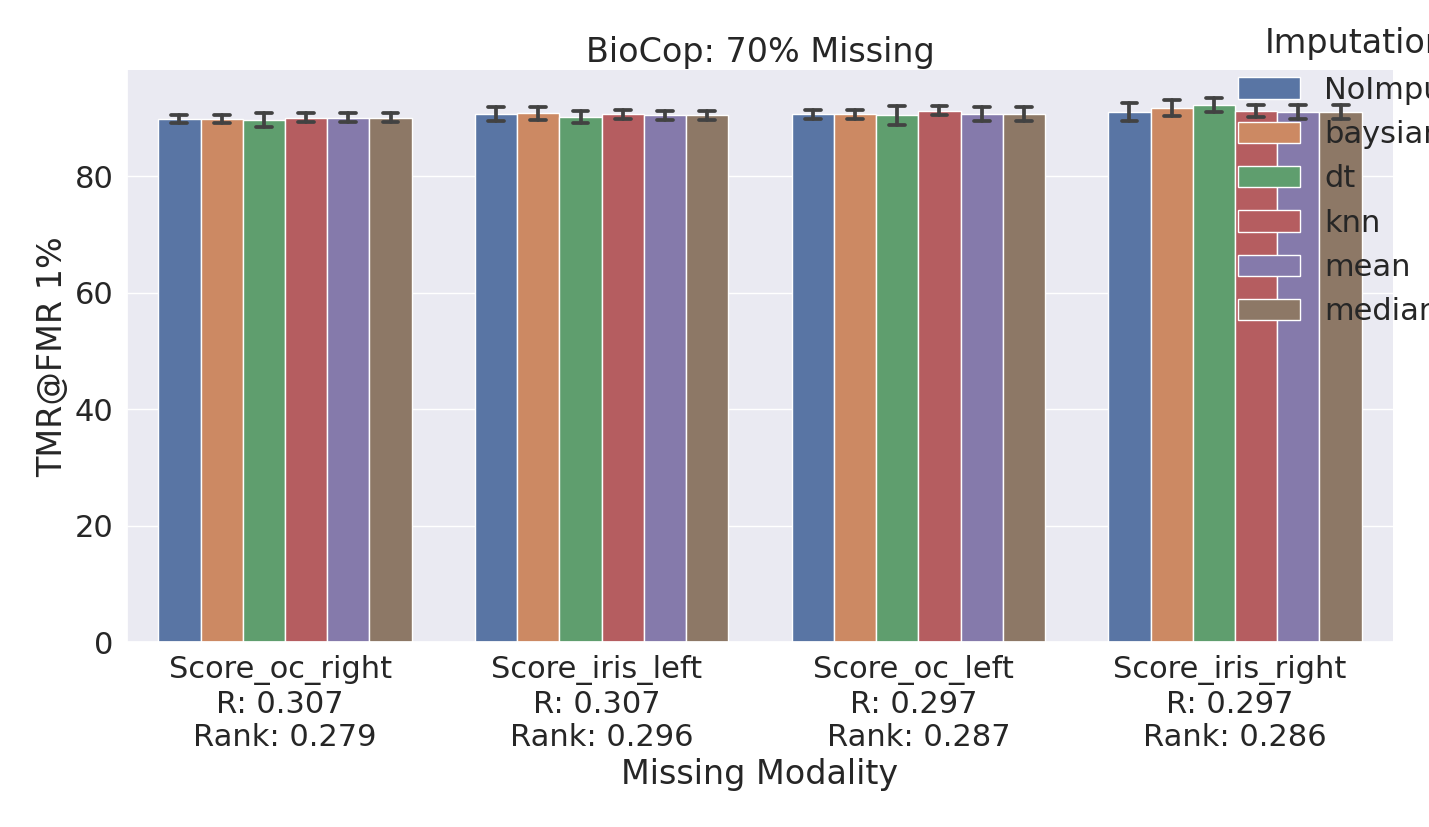 BioCop: 70% Missing
Imputation
NoImpu
baysian
dt
knn
mean
median
TMR@FMR 1%
80
60
40
20
0
Score_oc_right
R: 0.307
Rank: 0.279
Score_iris_left
R: 0.307
Rank: 0.296
Score_oc_left
R: 0.297
Rank: 0.287
Score_iris_right
R: 0.297
Rank: 0.286
Missing Modality